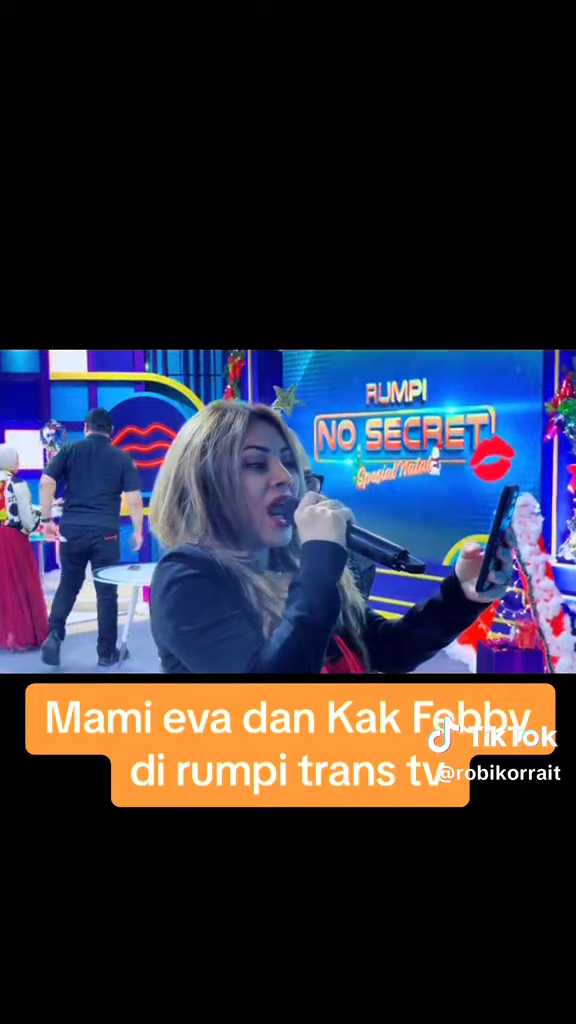 RUMPI
NO SECRET
Spesial Natal
Mami eva dan Kak Febby
di rumpi trans tv
TikTok
@robikorrait